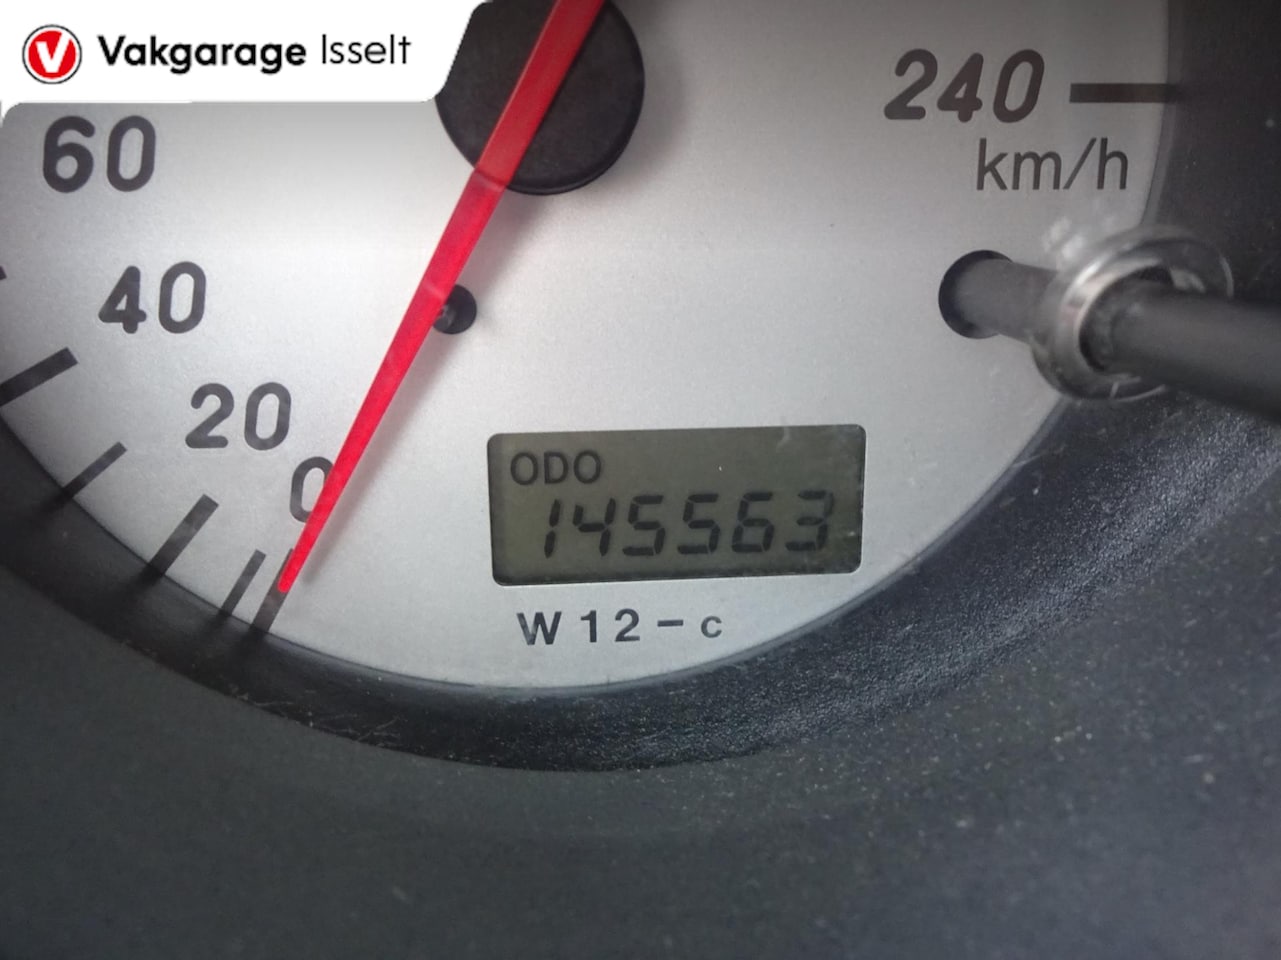 Vakgarage Isselt
240
km/h
60
40
20
0
ODO
145563
W12-c